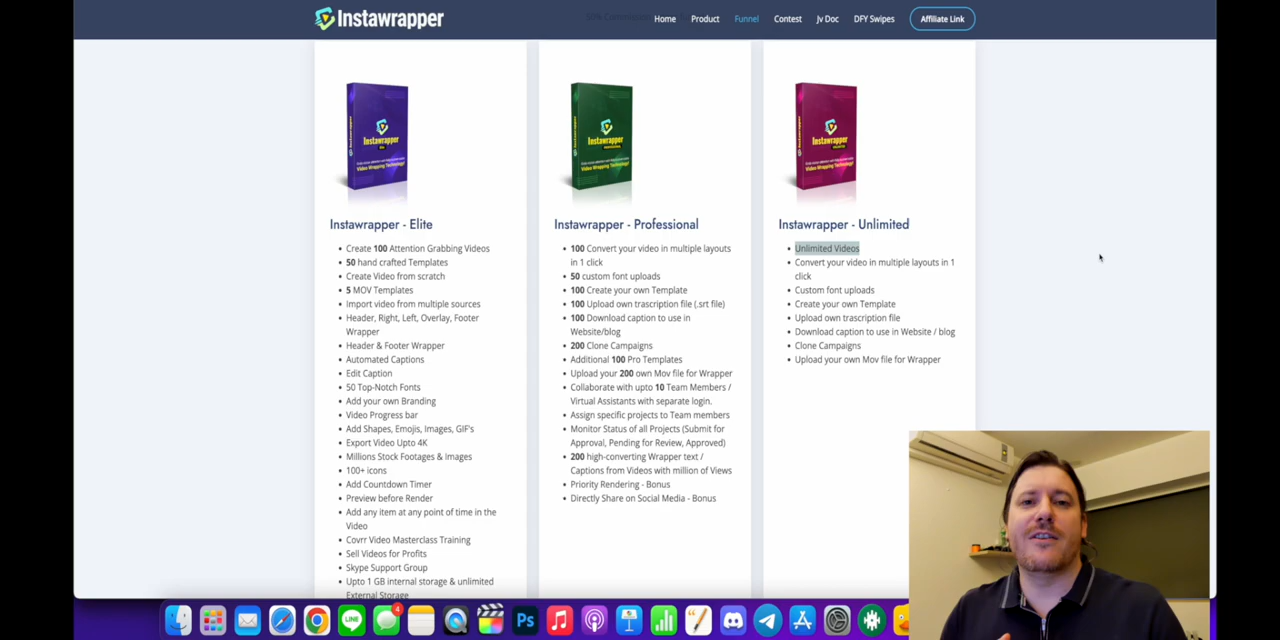 Instawrapper
Home
Product
Funnel
Contest
Jv Doc
DFY Swipes
Affiliate Link
Instawrapper
Instawrapper - Elite
Create 100 Attention Grabbing Videos
50 hand crafted Templates
Create Video from scratch
5 MOV Templates
Import video from multiple sources
Header, Right, Left, Overlay, Footer
Wrapper
Header & Footer Wrapper
Automated Captions
Edit Caption
50 Top-Notch Fonts
Add your own Branding
Video Progress bar
Add Shapes, Emojis, Images, GIF's
Export Video Upto 4K
Millions Stock Footages & Images
100+ icons
Add Countdown Timer
Preview before Render
Add any item at any point of time in the
Video
Covrr Video Masterclass Training
Sell Videos for Profits
Skype Support Group
Upto 1 GB internal storage & unlimited
External Storage
Instawrapper
Instawrapper - Professional
100 Convert your video in multiple layouts
in 1 click
50 custom font uploads
100 Create your own Template
100 Upload own trascription file (.srt file)
100 Download caption to use in
Website/blog
200 Clone Campaigns
Additional 100 Pro Templates
Upload your 200 own Mov file for Wrapper
Collaborate with upto 10 Team Members /
Virtual Assistants with separate login.
Assign specific projects to Team members
Monitor Status of all Projects (Submit for
Approval, Pending for Review, Approved)
200 high-converting Wrapper text /
Captions from Videos with million of Views
Priority Rendering - Bonus
Directly Share on Social Media - Bonus
Instawrapper
Instawrapper - Unlimited
Unlimited Videos
Convert your video in multiple layouts in 1
click
Custom font uploads
Create your own Template
Upload own trascription file
Download caption to use in Website / blog
Clone Campaigns
Upload your own Mov file for Wrapper
LINE
4
Ps